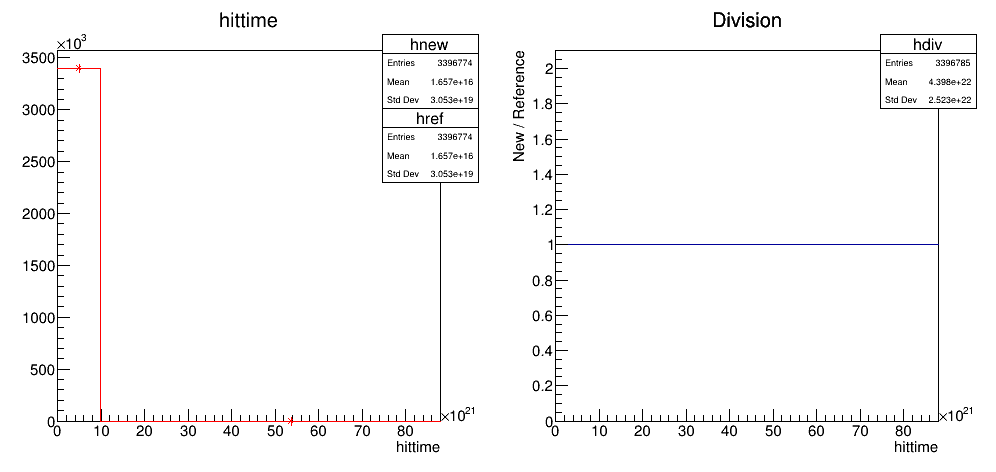 hittime
×10³
3500
3000
2500
2000
1500
1000
500
0
0 10 20 30 40 50 60 70 80
×10²¹
hittime
hnew
Entries 3396774
Mean 1.657e+16
Std Dev 3.053e+19
href
Entries 3396774
Mean 1.657e+16
Std Dev 3.053e+19
Division
New / Reference
2
1.8
1.6
1.4
1.2
1
0.8
0.6
0.4
0.2
0
0 10 20 30 40 50 60 70 80
×10²¹
hittime
hdiv
Entries 3396785
Mean 4.398e+22
Std Dev 2.523e+22